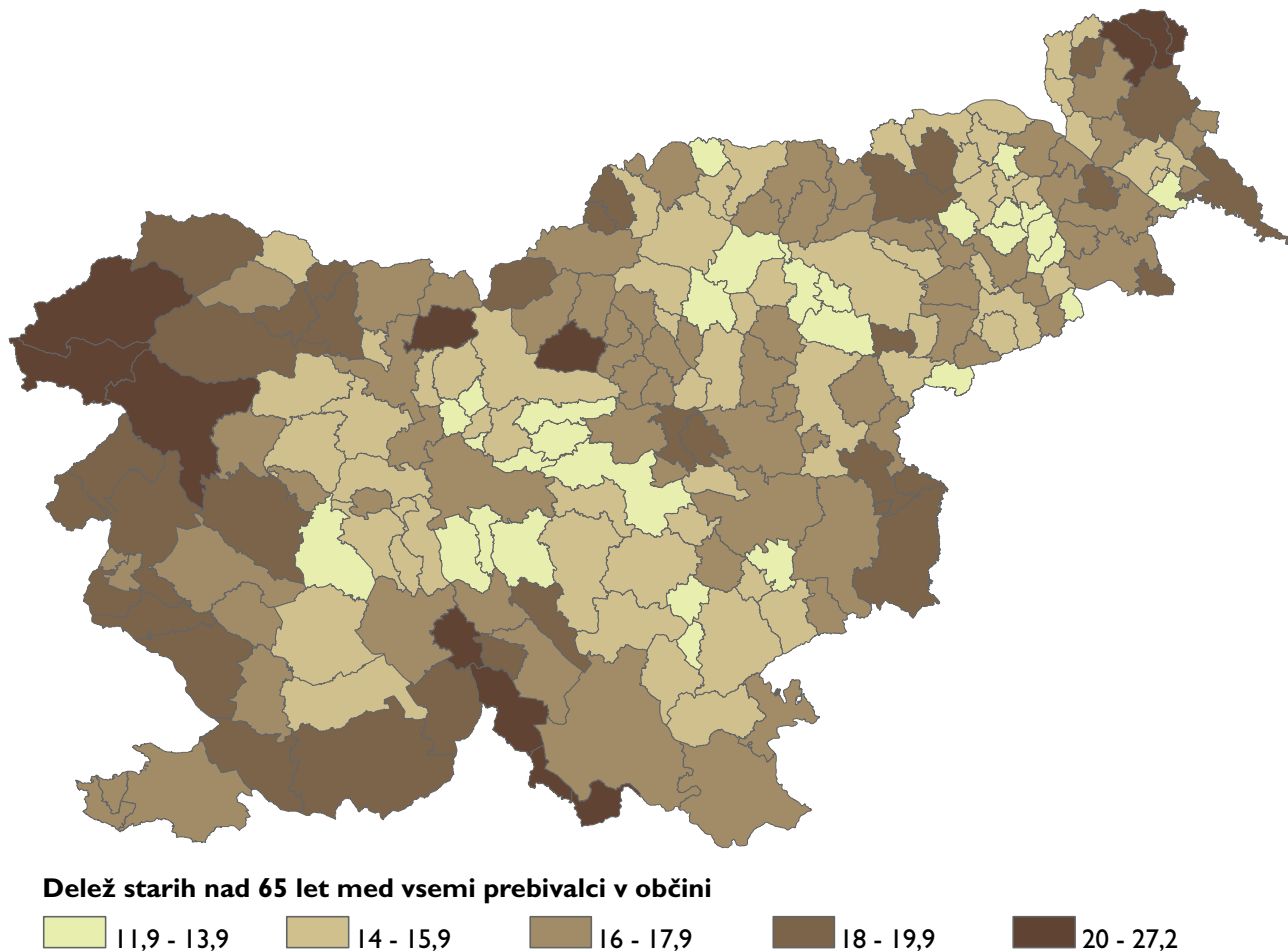 Delež starih nad 65 let med vsemi prebivalci v občini
11,9 - 13,9 14 - 15,9 16 - 17,9 18 - 19,9 20 - 27,2